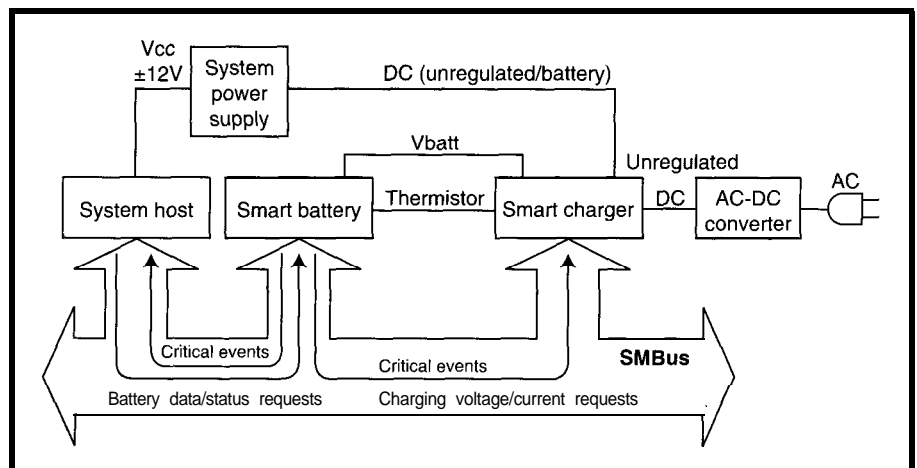 Vcc
±12V
System
power
supply
DC (unregulated/battery)
Vbatt
Unregulated
System host
Smart battery
Thermistor
Smart charger
DC
AC-DC
converter
AC
Critical events
Critical events
SMBus
Battery data/status requests
Charging voltage/current requests